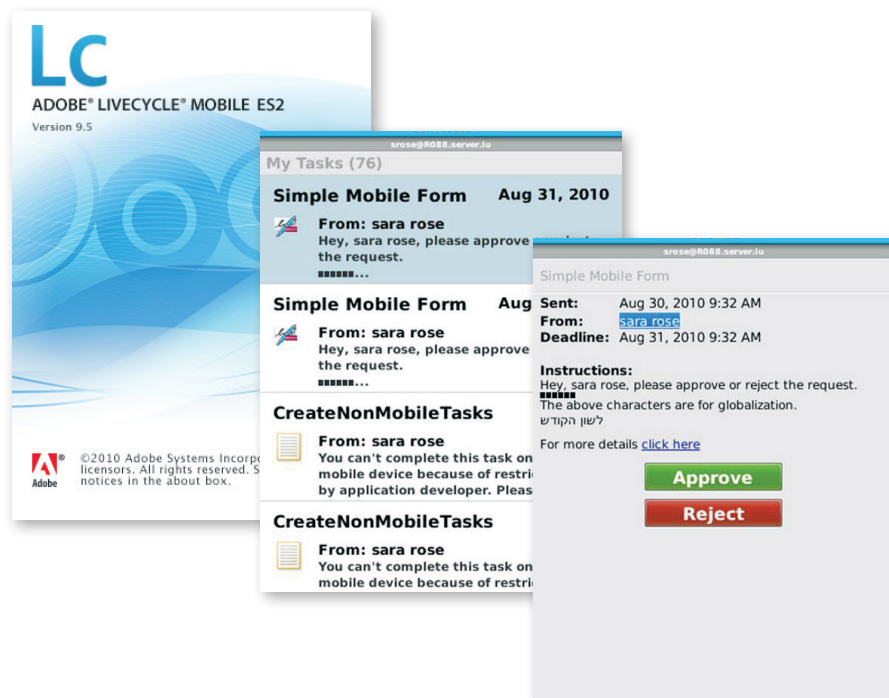 Lc
ADOBE® LIVECYCLE® MOBILE ES2
Version 9.5
Adobe
©2010 Adobe Systems Incorp
licensors. All rights reserved. S
notices in the about box.
srose@R088.server.lu
My Tasks (76)
Simple Mobile Form Aug 31, 2010
From: sara rose
Hey, sara rose, please approve
the request.
...
Simple Mobile Form Aug
From: sara rose
Hey, sara rose, please approve
the request.
...
CreateNonMobileTasks
From: sara rose
You can't complete this task on
mobile device because of restri
by application developer. Pleas
CreateNonMobileTasks
From: sara rose
You can't complete this task on
mobile device because of restri
srose@R088.server.lu
Simple Mobile Form
Sent: Aug 30, 2010 9:32 AM
From: sara rose
Deadline: Aug 31, 2010 9:32 AM
Instructions:
Hey, sara rose, please approve or reject the request.
The above characters are for globalization.
לשון הקודש
For more details click here
Approve
Reject